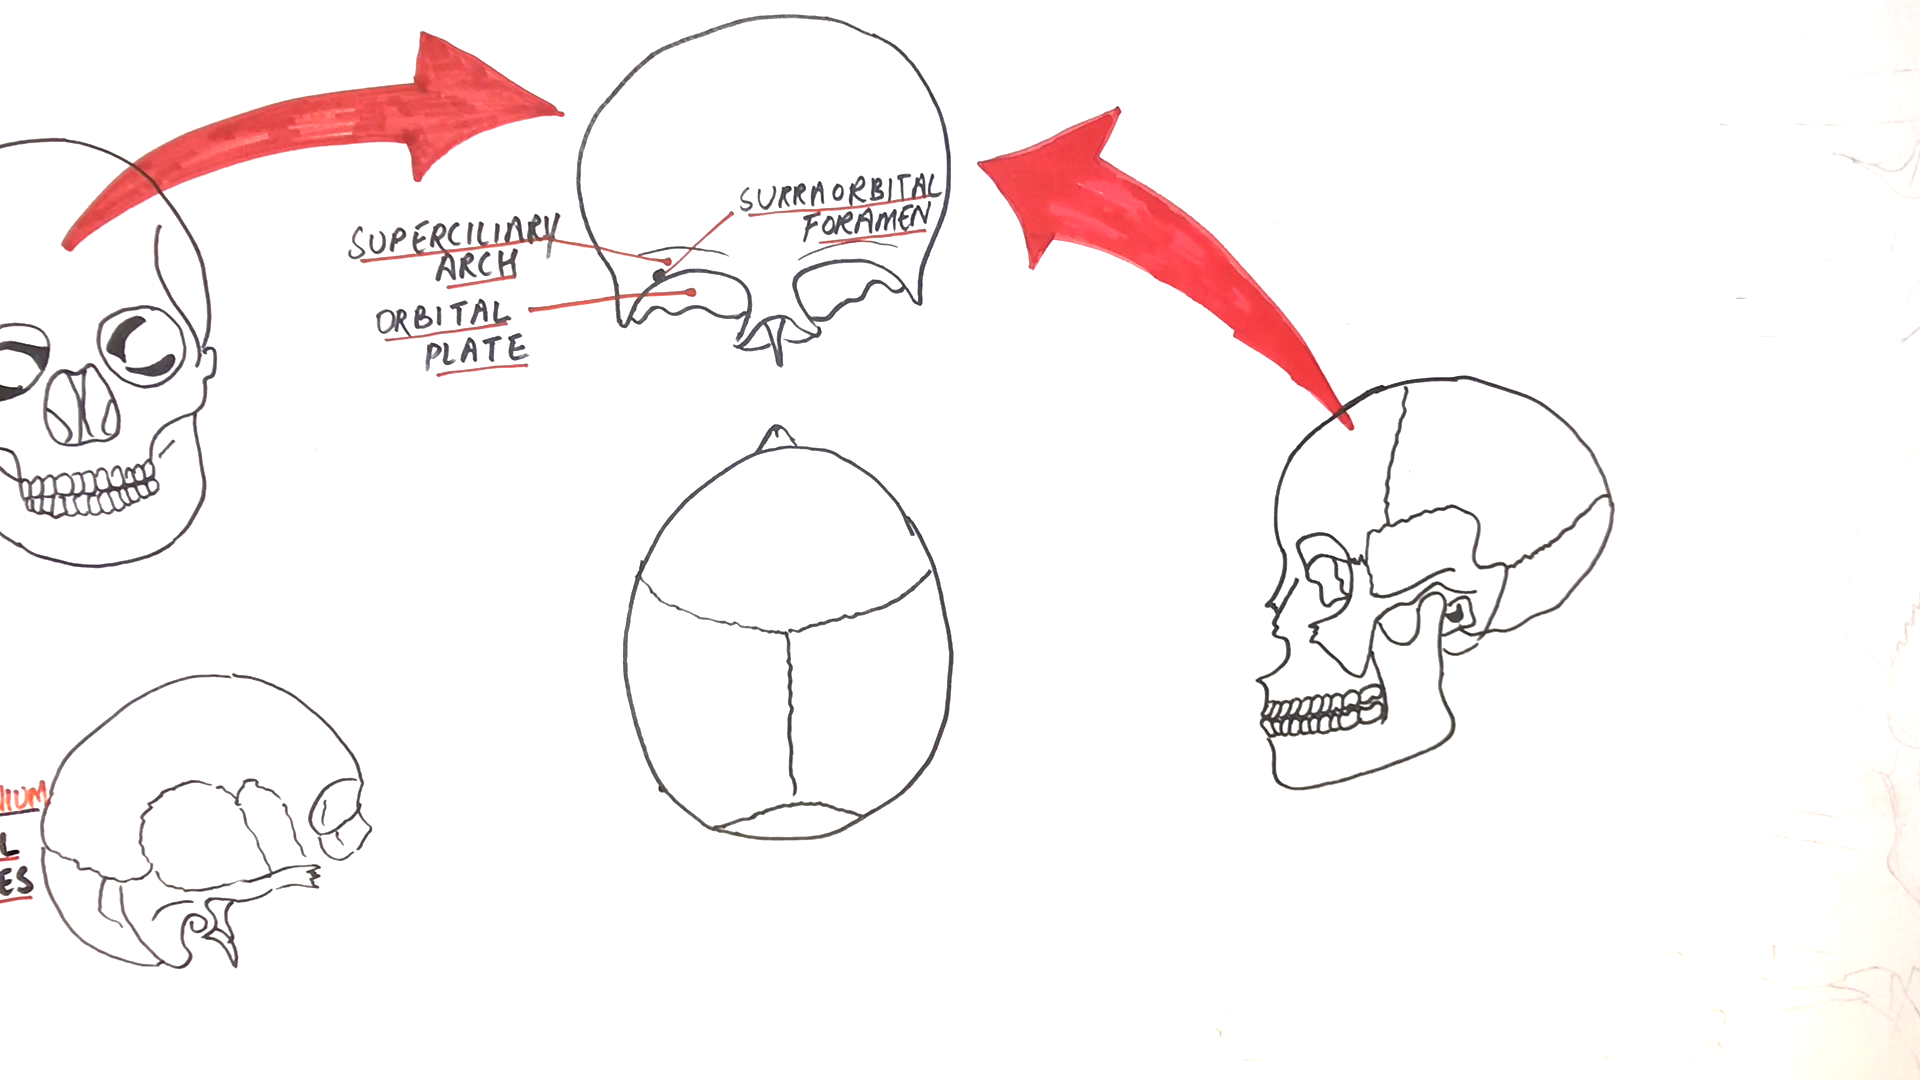 SURRAORBITAL
FORAMEN
SUPERCILIARY
ARCH
ORBITAL
PLATE